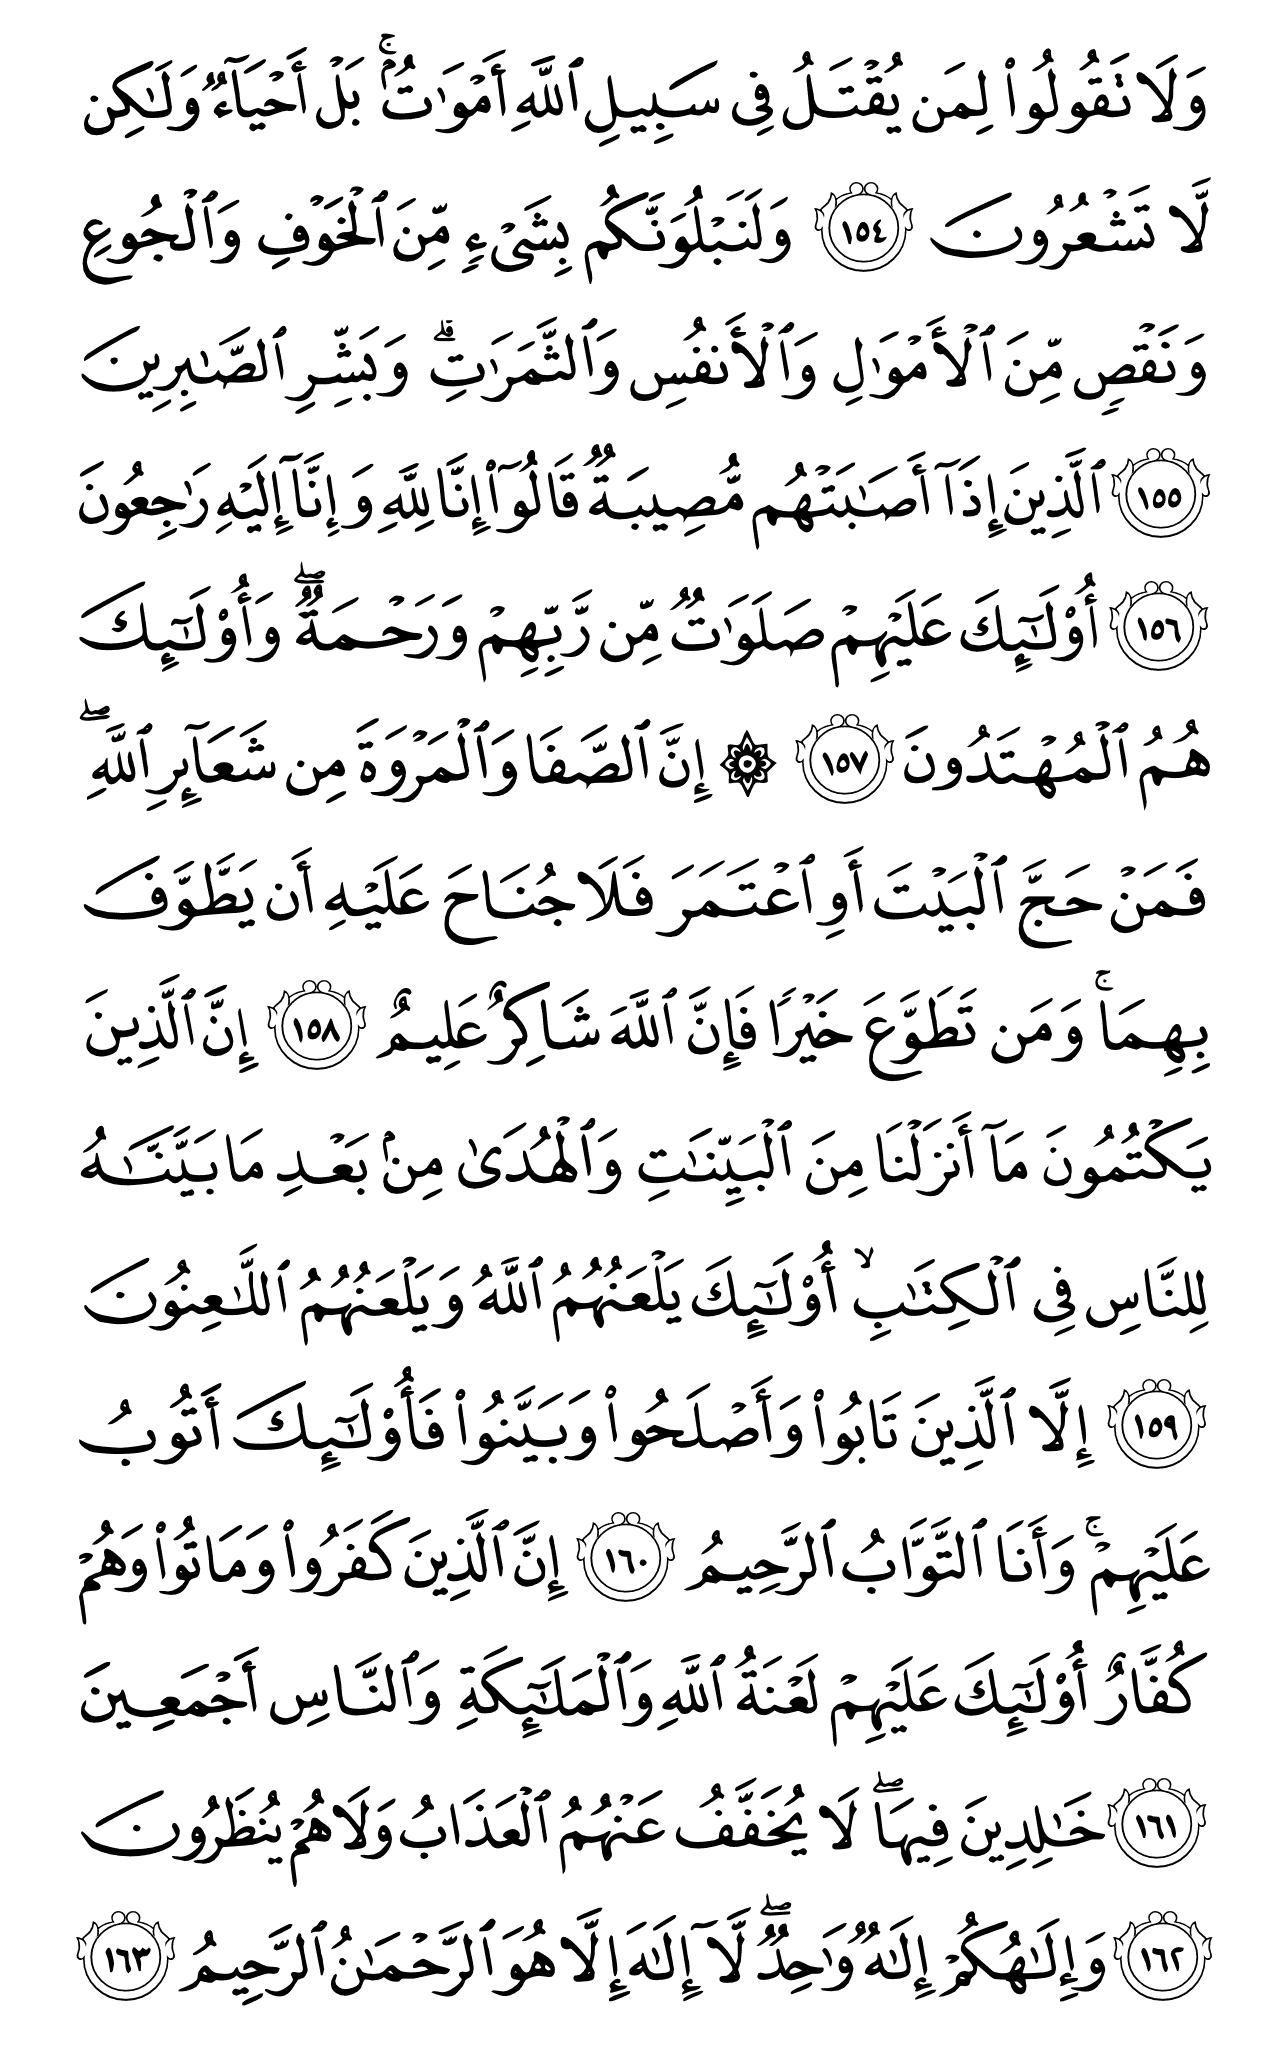 وَلَا تَقُولُوا۟ لِمَن يُقْتَلُ فِى سَبِيلِ ٱللَّهِ أَمْوَٰتٌۢ ۚ بَلْ أَحْيَآءٌ وَلَـٰكِن
لَّا تَشْعُرُونَ ١٥٤ وَلَنَبْلُوَنَّكُم بِشَىْءٍ مِّنَ ٱلْخَوْفِ وَٱلْجُوعِ
وَنَقْصٍ مِّنَ ٱلْأَمْوَٰلِ وَٱلْأَنفُسِ وَٱلثَّمَرَٰتِ ۗ وَبَشِّرِ ٱلصَّـٰبِرِينَ
١٥٥ ٱلَّذِينَ إِذَآ أَصَـٰبَتْهُم مُّصِيبَةٌ قَالُوٓا۟ إِنَّا لِلَّهِ وَإِنَّآ إِلَيْهِ رَٰجِعُونَ
١٥٦ أُو۟لَـٰٓئِكَ عَلَيْهِمْ صَلَوَٰتٌ مِّن رَّبِّهِمْ وَرَحْمَةٌ ۖ وَأُو۟لَـٰٓئِكَ
هُمُ ٱلْمُهْتَدُونَ ١٥٧ ۞ إِنَّ ٱلصَّفَا وَٱلْمَرْوَةَ مِن شَعَآئِرِ ٱللَّهِ ۖ
فَمَنْ حَجَّ ٱلْبَيْتَ أَوِ ٱعْتَمَرَ فَلَا جُنَاحَ عَلَيْهِ أَن يَطَّوَّفَ
بِهِمَا ۚ وَمَن تَطَوَّعَ خَيْرًا فَإِنَّ ٱللَّهَ شَاكِرٌ عَلِيمٌ ١٥٨ إِنَّ ٱلَّذِينَ
يَكْتُمُونَ مَآ أَنزَلْنَا مِنَ ٱلْبَيِّنَـٰتِ وَٱلْهُدَىٰ مِنۢ بَعْدِ مَا بَيَّنَّـٰهُ
لِلنَّاسِ فِى ٱلْكِتَـٰبِ ۙ أُو۟لَـٰٓئِكَ يَلْعَنُهُمُ ٱللَّهُ وَيَلْعَنُهُمُ ٱللَّـٰعِنُونَ
١٥٩ إِلَّا ٱلَّذِينَ تَابُوا۟ وَأَصْلَحُوا۟ وَبَيَّنُوا۟ فَأُو۟لَـٰٓئِكَ أَتُوبُ
عَلَيْهِمْ ۚ وَأَنَا ٱلتَّوَّابُ ٱلرَّحِيمُ ١٦٠ إِنَّ ٱلَّذِينَ كَفَرُوا۟ وَمَاتُوا۟ وَهُمْ
كُفَّارٌ أُو۟لَـٰٓئِكَ عَلَيْهِمْ لَعْنَةُ ٱللَّهِ وَٱلْمَلَـٰٓئِكَةِ وَٱلنَّاسِ أَجْمَعِينَ
١٦١ خَـٰلِدِينَ فِيهَا ۖ لَا يُخَفَّفُ عَنْهُمُ ٱلْعَذَابُ وَلَا هُمْ يُنظَرُونَ
١٦٢ وَإِلَـٰهُكُمْ إِلَـٰهٌ وَٰحِدٌ ۖ لَّآ إِلَـٰهَ إِلَّا هُوَ ٱلرَّحْمَـٰنُ ٱلرَّحِيمُ ١٦٣